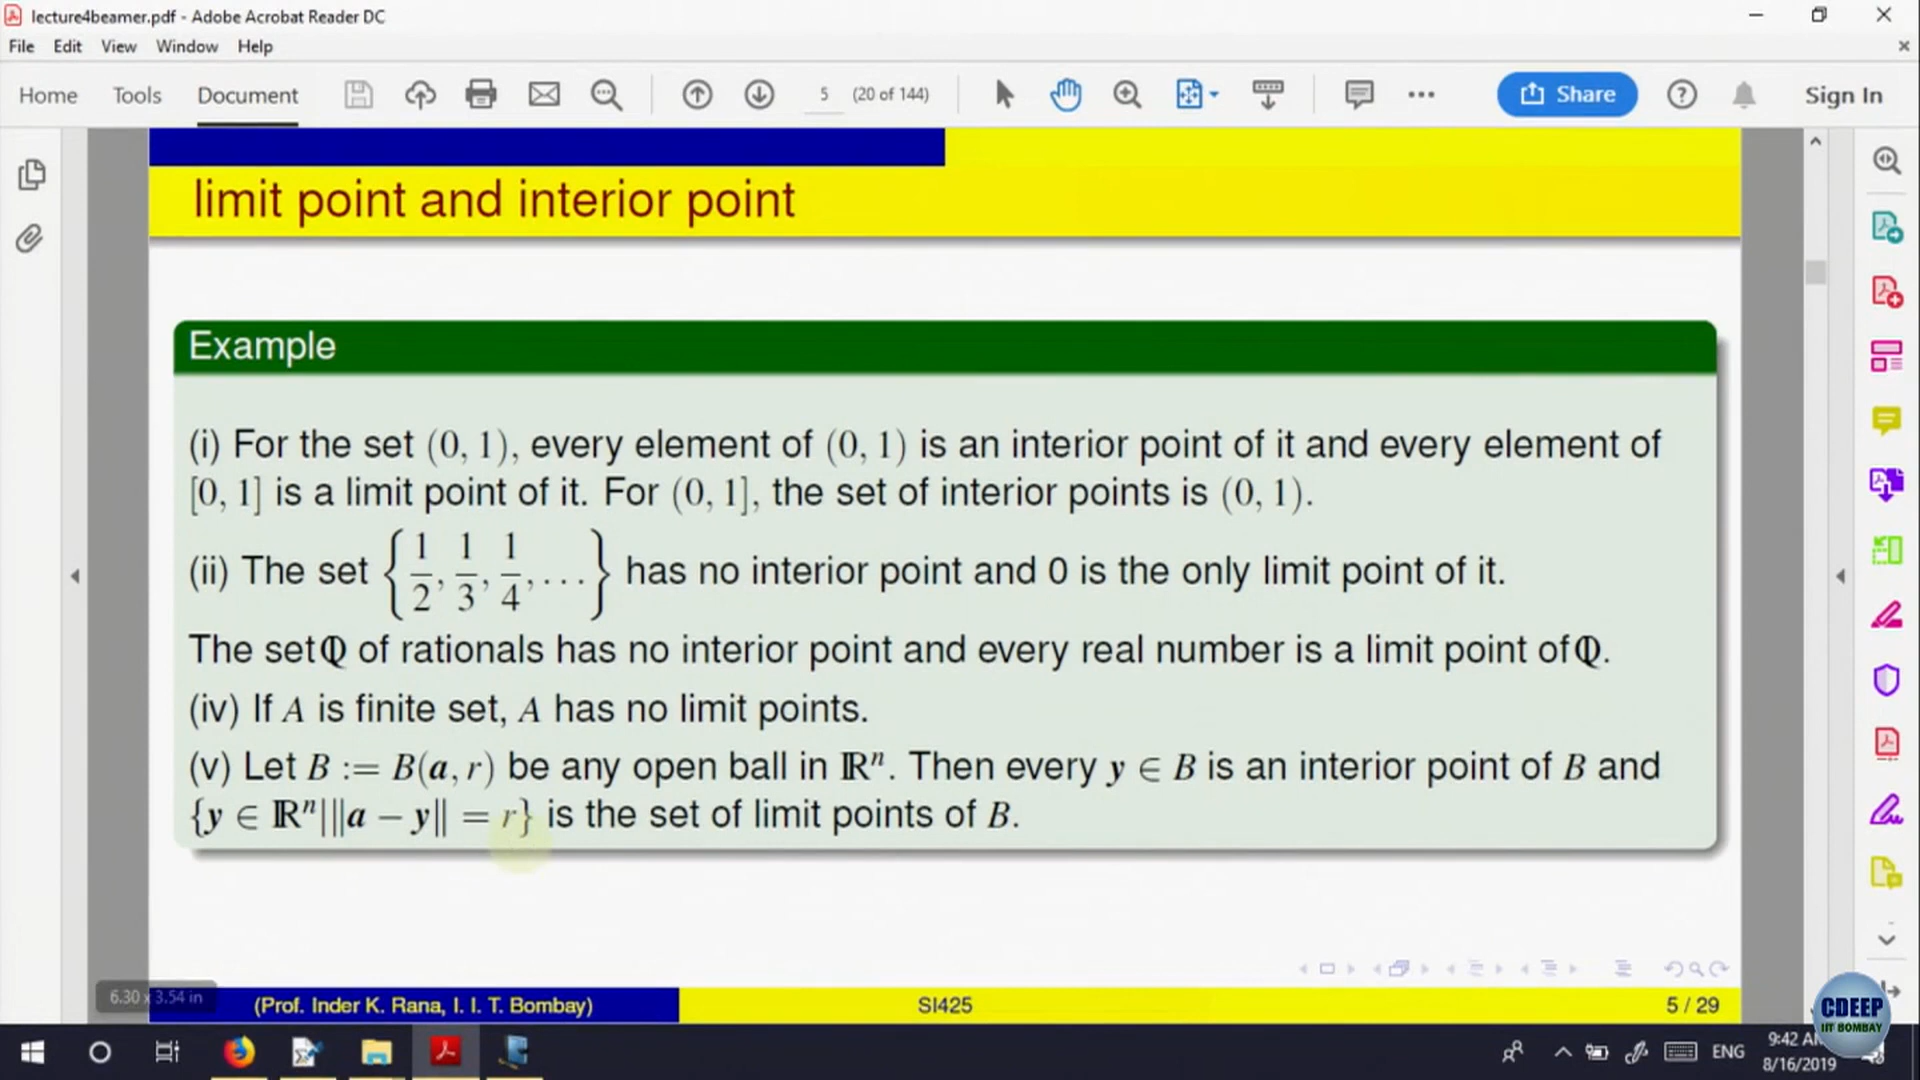 lecture4beamer.pdf - Adobe Acrobat Reader DC
File Edit View Window Help
Home Tools Document 5 (20 of 144) Share Sign In
limit point and interior point
Example
(i) For the set (0, 1), every element of (0, 1) is an interior point of it and every element of
[0, 1] is a limit point of it. For (0, 1], the set of interior points is (0, 1).
(ii) The set {1/2, 1/3, 1/4, ...} has no interior point and 0 is the only limit point of it.
The set ℚ of rationals has no interior point and every real number is a limit point of ℚ.
(iv) If A is finite set, A has no limit points.
(v) Let B := B(a, r) be any open ball in ℝⁿ. Then every y ∈ B is an interior point of B and
{y ∈ ℝⁿ|‖a − y‖ = r} is the set of limit points of B.
6.30 x 3.54 in
(Prof. Inder K. Rana, I. I. T. Bombay) SI425 5 / 29
CDEEP
IIT BOMBAY
ENG
9:42 AM
8/16/2019